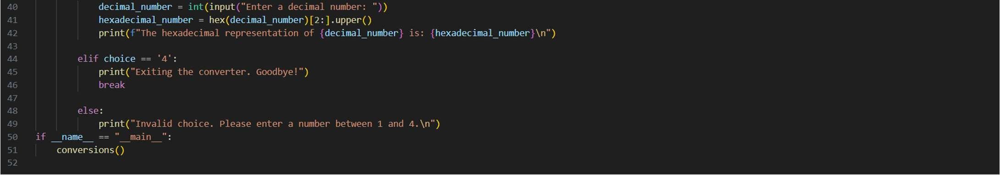 40 decimal_number = int(input("Enter a decimal number: "))
41 hexadecimal_number = hex(decimal_number)[2:].upper()
42 print(f"The hexadecimal representation of {decimal_number} is: {hexadecimal_number}\n")
43
44 elif choice == '4':
45 print("Exiting the converter. Goodbye!")
46 break
47
48 else:
49 print("Invalid choice. Please enter a number between 1 and 4.\n")
50 if __name__ == "__main__":
51 conversions()
52